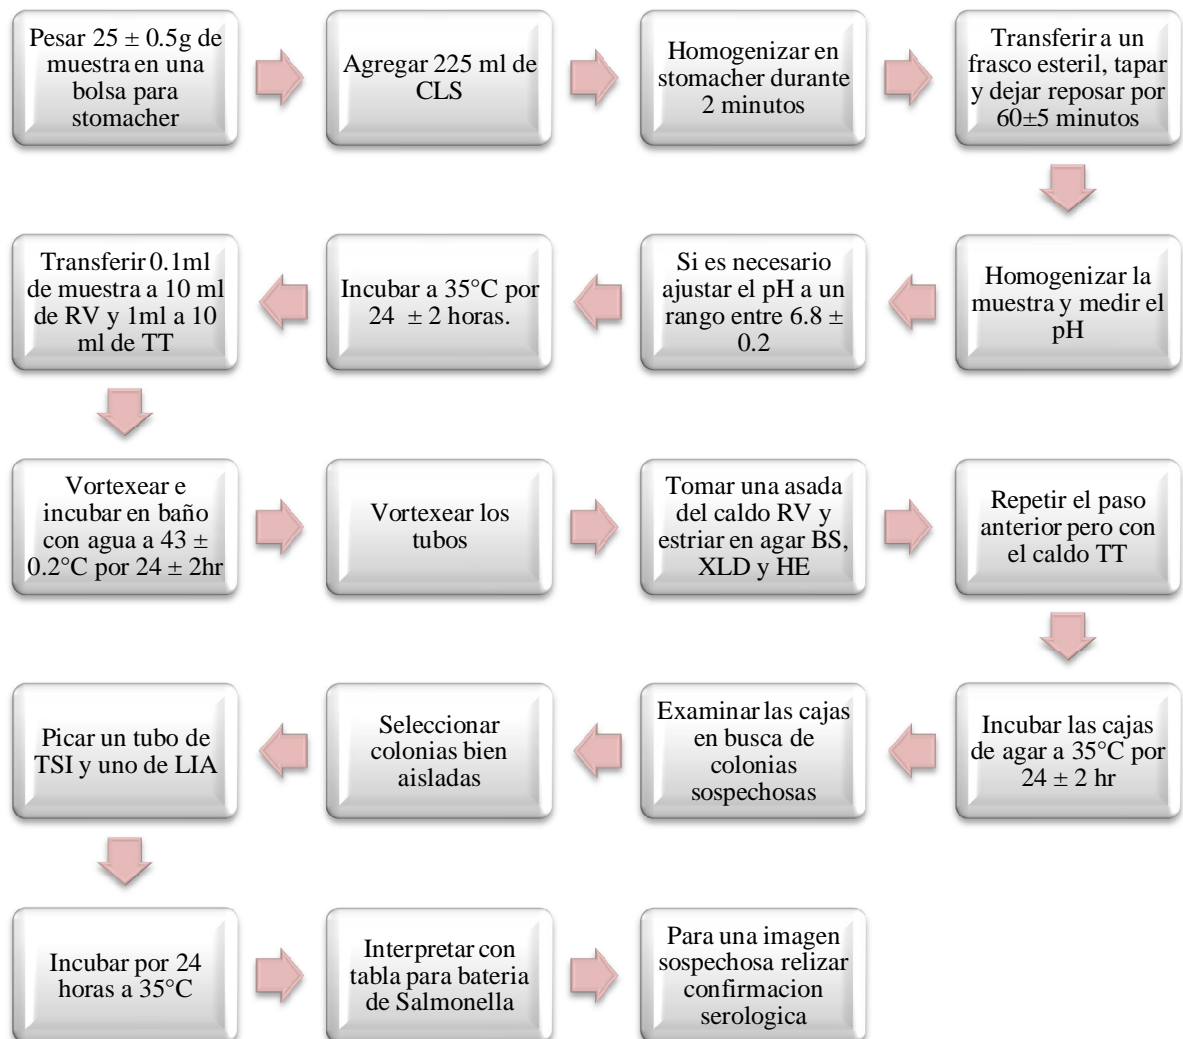 Pesar 25 ± 0.5g de
muestra en una
bolsa para
stomacher
Agregar 225 ml de
CLS
Homogenizar en
stomacher durante
2 minutos
Transferir a un
frasco esteril, tapar
y dejar reposar por
60±5 minutos
Homogenizar la
muestra y medir el
pH
Si es necesario
ajustar el pH a un
rango entre 6.8 ±
0.2
Incubar a 35°C por
24 ± 2 horas.
Transferir 0.1ml
de muestra a 10 ml
de RV y 1ml a 10
ml de TT
Vortexear e
incubar en baño
con agua a 43 ±
0.2°C por 24 ± 2hr
Vortexear los
tubos
Tomar una asada
del caldo RV y
estriar en agar BS,
XLD y HE
Repetir el paso
anterior pero con
el caldo TT
Incubar las cajas
de agar a 35°C por
24 ± 2 hr
Examinar las cajas
en busca de
colonias
sospechosas
Seleccionar
colonias bien
aisladas
Picar un tubo de
TSI y uno de LIA
Incubar por 24
horas a 35°C
Interpretar con
tabla para bateria
de Salmonella
Para una imagen
sospechosa relizar
confirmacion
serologica